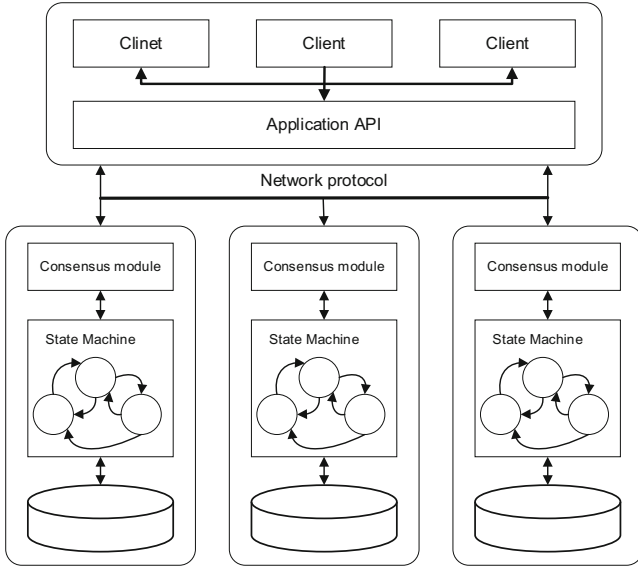 Clinet Client Client
Application API
Network protocol
Consensus module Consensus module Consensus module
State Machine State Machine State Machine